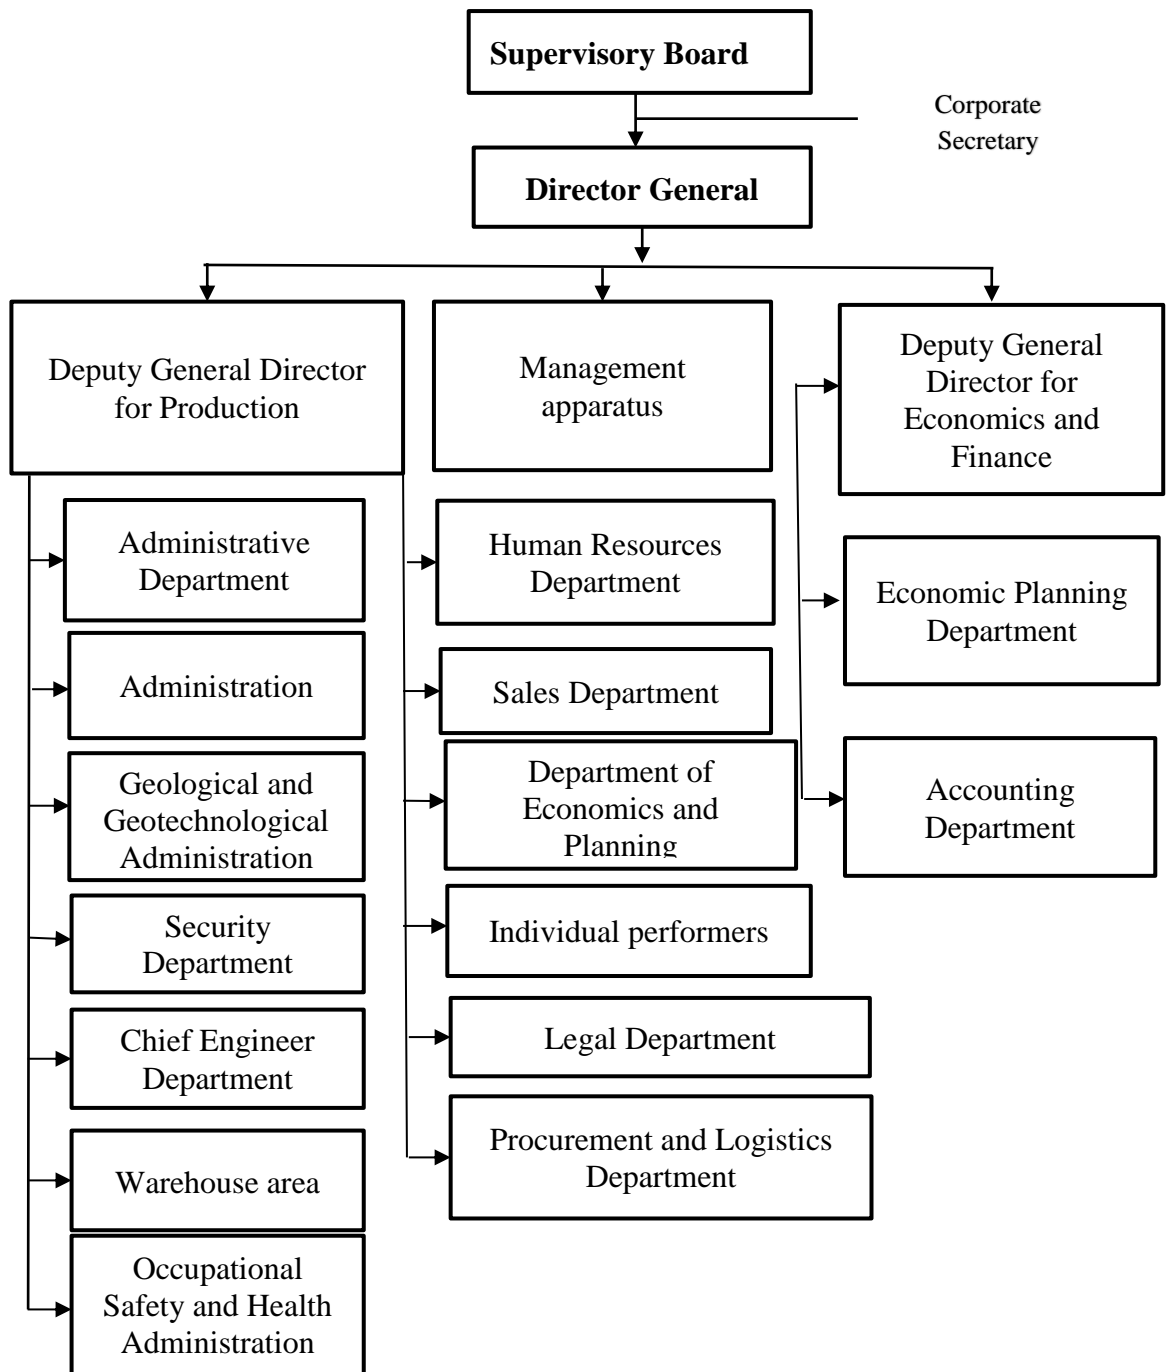 Supervisory Board
Corporate
Secretary
Director General
Deputy General Director
for Production
Management
apparatus
Deputy General
Director for
Economics and
Finance
Administrative
Department
Human Resources
Department
Economic Planning
Department
Administration
Sales Department
Geological and
Geotechnological
Administration
Department of
Economics and
Planning
Accounting
Department
Security
Department
Individual performers
Chief Engineer
Department
Legal Department
Warehouse area
Procurement and Logistics
Department
Occupational
Safety and Health
Administration